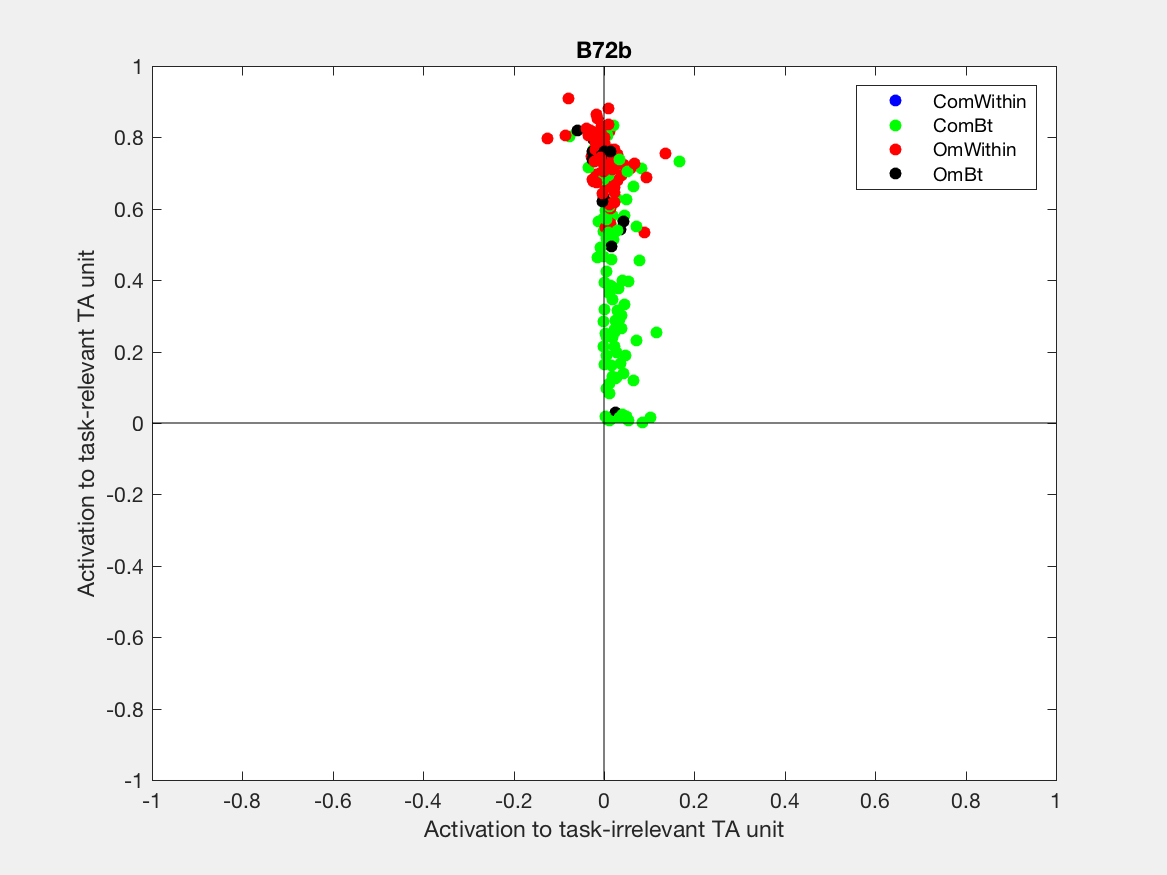 B72b
1
0.8
0.6
0.4
0.2
0
-0.2
-0.4
-0.6
-0.8
-1
Activation to task-relevant TA unit
ComWithin
ComBt
OmWithin
OmBt
-1 -0.8 -0.6 -0.4 -0.2 0 0.2 0.4 0.6 0.8 1
Activation to task-irrelevant TA unit